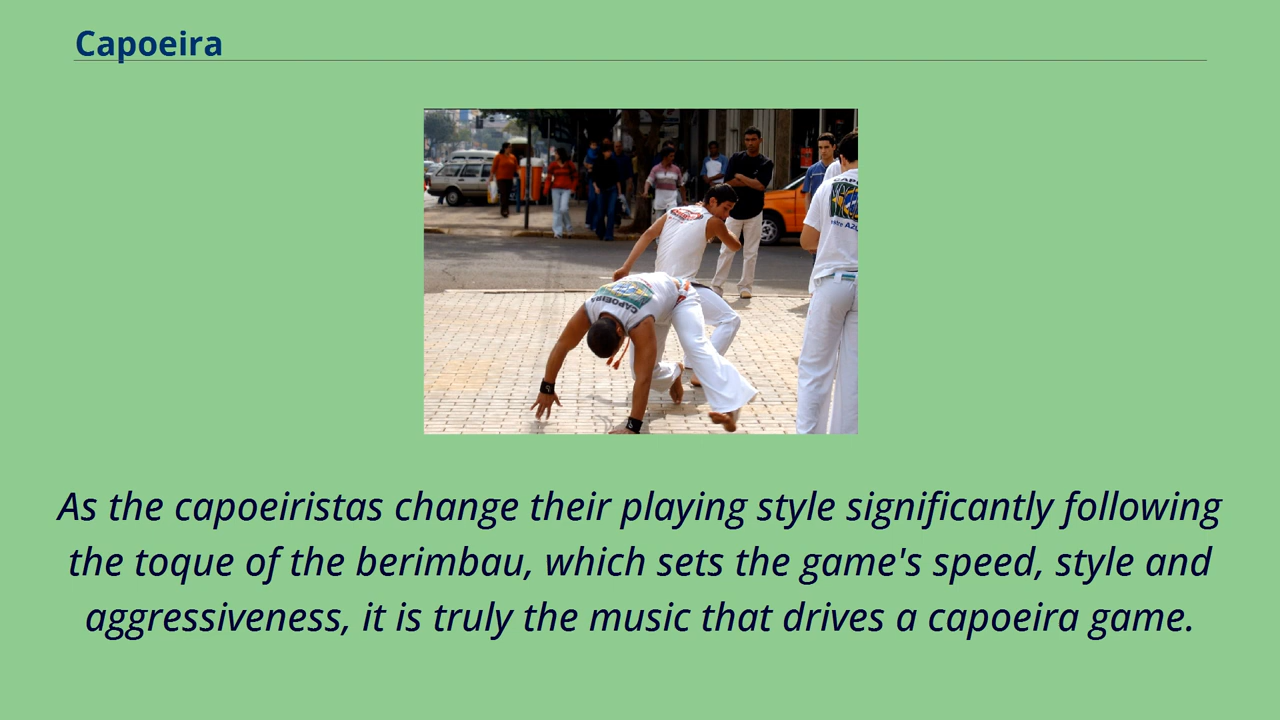 Capoeira
CAPOEIRA
As the capoeiristas change their playing style significantly following
the toque of the berimbau, which sets the game's speed, style and
aggressiveness, it is truly the music that drives a capoeira game.